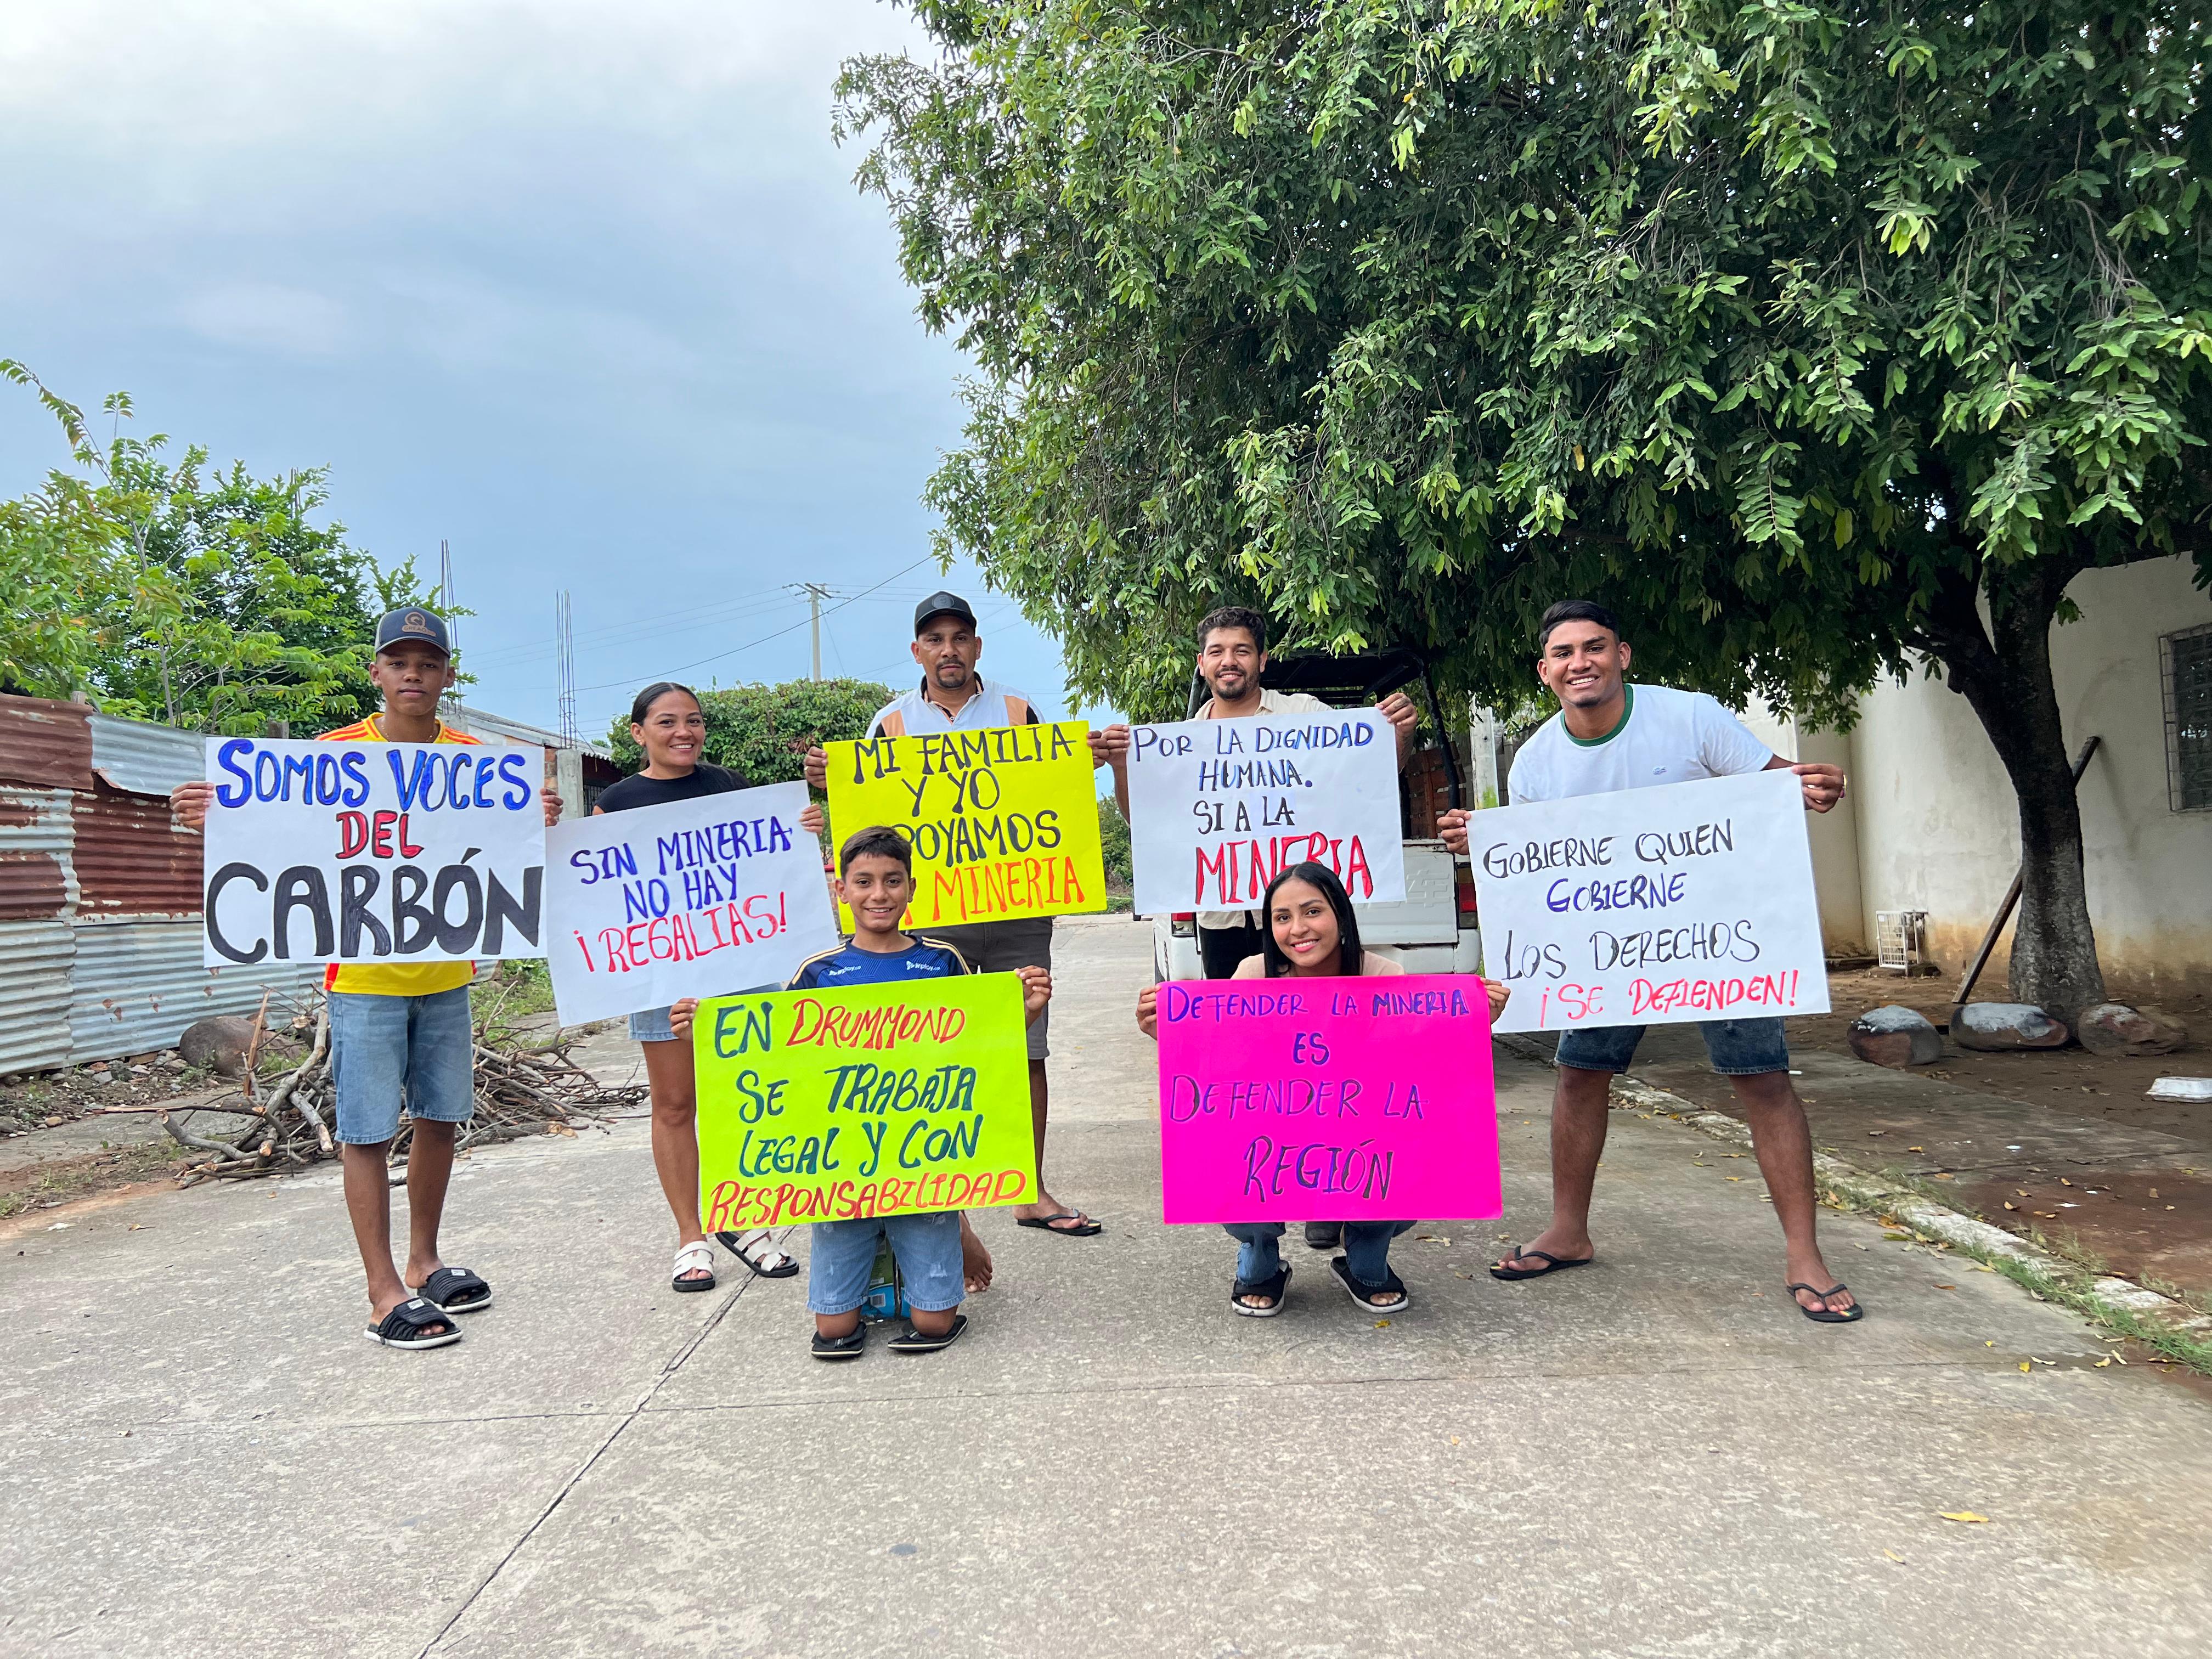 SOMOS VOCES
DEL
CARBÓN
SIN MINERIA
NO HAY
¡REGALIAS!
MI FAMILIA
Y YO
POYAMOS
MINERIA
POR LA DIGNIDAD
HUMANA.
SI A LA
MINERIA
GOBIERNE QUIEN
GOBIERNE
LOS DERECHOS
¡SE DEFIENDEN!
EN DRUMMOND
SE TRABAJA
LEGAL Y CON
RESPONSABILIDAD
DEFENDER LA MINERIA
ES
DEFENDER LA
REGIÓN